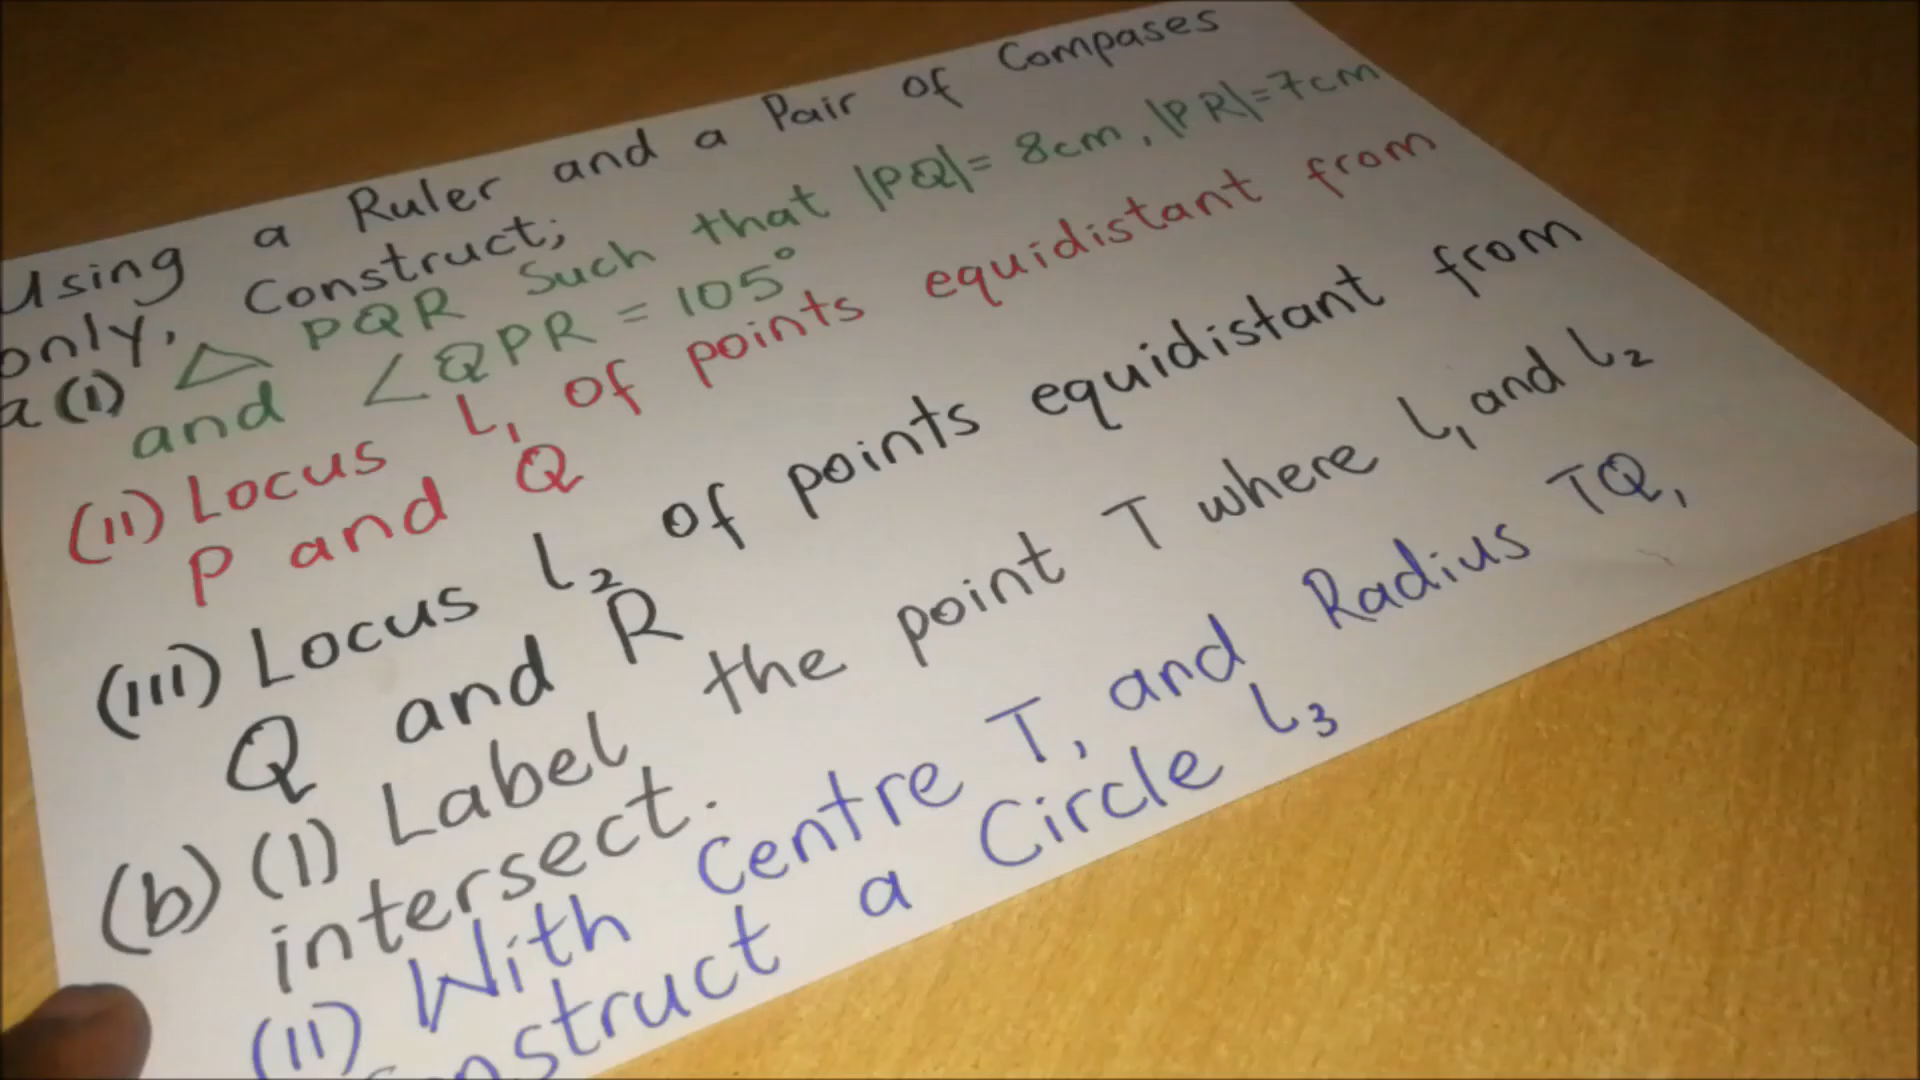 Using a Ruler and a Pair of Compases
only, Construct;
a(i) △ PQR Such that |PQ|= 8cm, |PR|=7cm
and ∠QPR = 105°
(ii) Locus L₁ of points equidistant from
P and Q
(iii) Locus l₂ of points equidistant from
Q and R
(b) (i) Label the point T where l₁ and l₂
intersect.
(ii) With Centre T, and Radius TQ,
Construct a Circle l₃